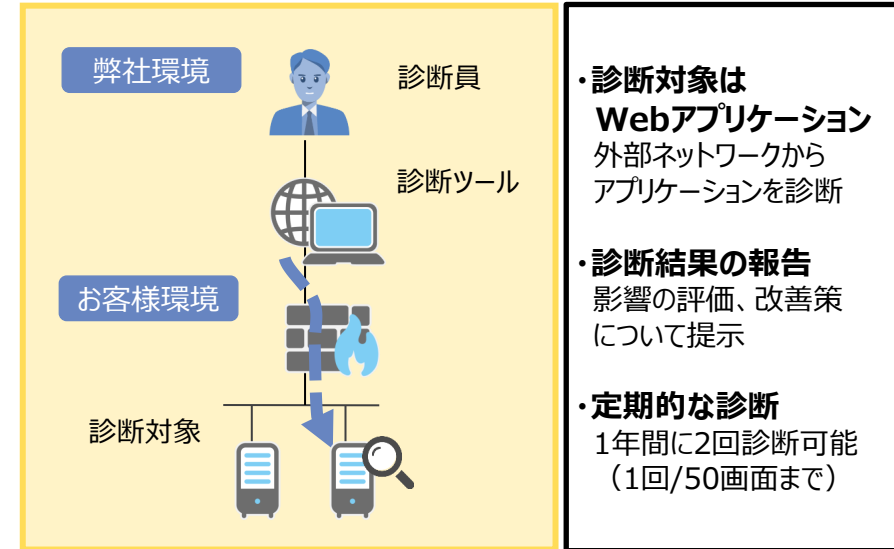 弊社環境
診断員
診断ツール
お客様環境
診断対象
・診断対象は
Webアプリケーション
外部ネットワークから
アプリケーションを診断
・診断結果の報告
影響の評価、改善策
について提示
・定期的な診断
1年間に2回診断可能
（1回/50画面まで）